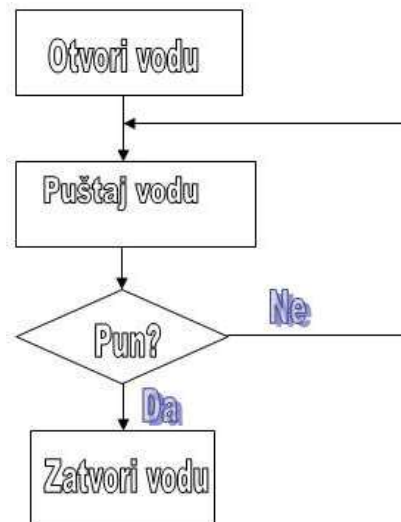 Otvori vodu
Puštaj vodu
Pun?
Ne
Da
Zatvori vodu